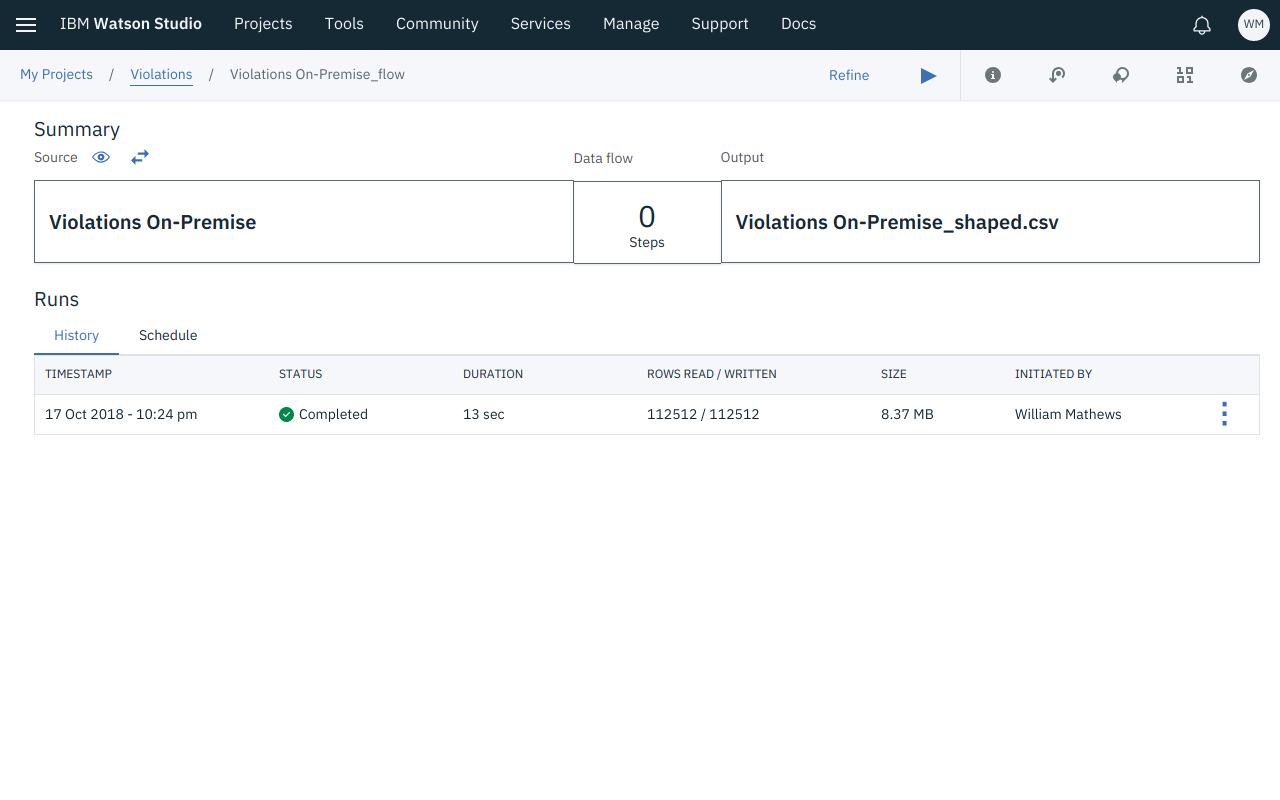 IBM Watson Studio Projects Tools Community Services Manage Support Docs WM
My Projects / Violations / Violations On-Premise_flow Refine
Summary
Source Data flow Output
Violations On-Premise 0 Steps Violations On-Premise_shaped.csv
Runs
History Schedule
TIMESTAMP STATUS DURATION ROWS READ / WRITTEN SIZE INITIATED BY
17 Oct 2018 - 10:24 pm Completed 13 sec 112512 / 112512 8.37 MB William Mathews